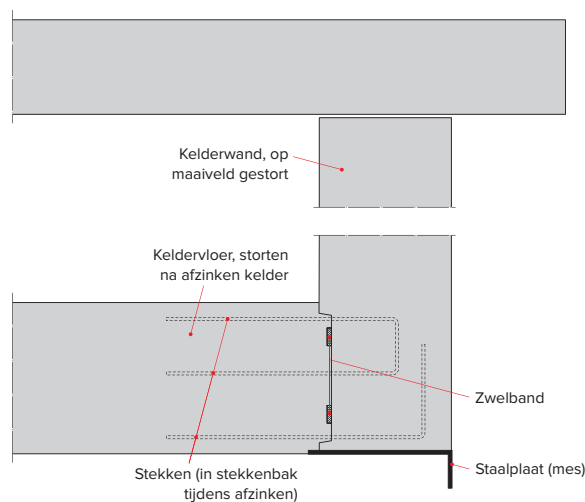 Kelderwand, op
maaiveld gestort
Keldervloer, storten
na afzinken kelder
Zwelband
Stekken (in stekkenbak
tijdens afzinken)
Staalplaat (mes)